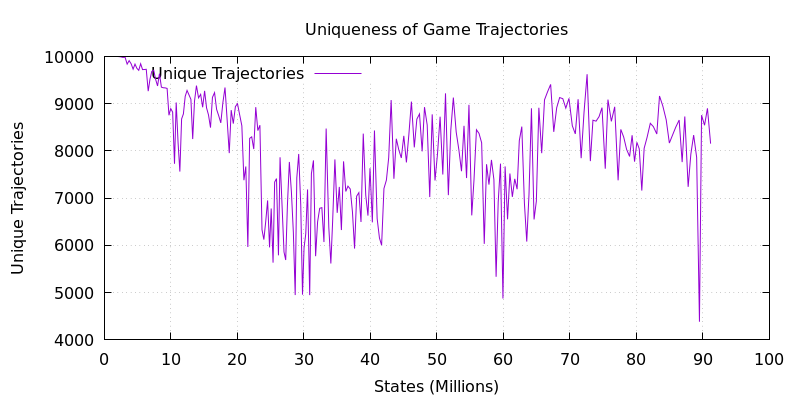 Uniqueness of Game Trajectories
10000
9000
8000
7000
6000
5000
4000
Unique Trajectories
Unique Trajectories
0 10 20 30 40 50 60 70 80 90 100
States (Millions)